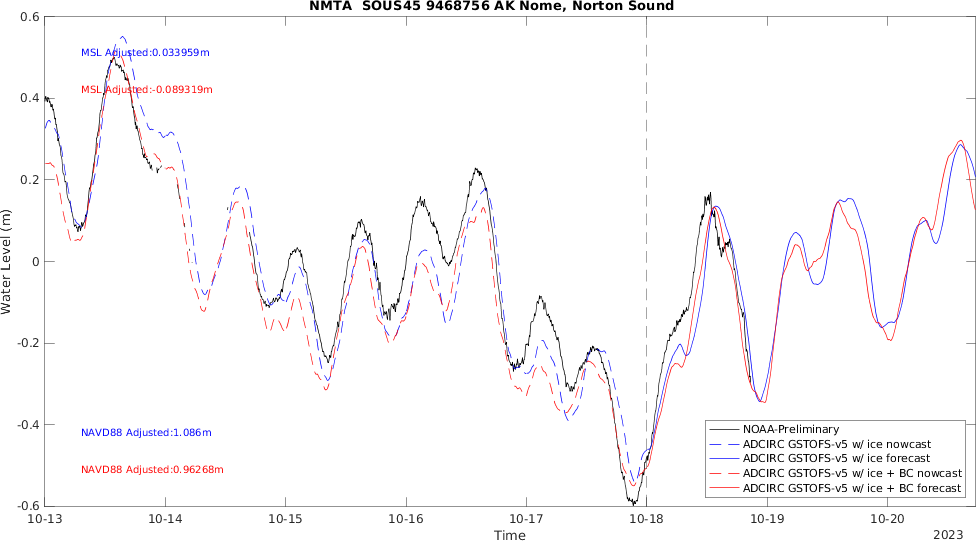 NMTA SOUS45 9468756 AK Nome, Norton Sound
0.6
0.4
0.2
0
-0.2
-0.4
-0.6
Water Level (m)
MSL Adjusted:0.033959m
MSL Adjusted:-0.089319m
NAVD88 Adjusted:1.086m
NAVD88 Adjusted:0.96268m
NOAA-Preliminary
ADCIRC GSTOFS-v5 w/ ice nowcast
ADCIRC GSTOFS-v5 w/ ice forecast
ADCIRC GSTOFS-v5 w/ ice + BC nowcast
ADCIRC GSTOFS-v5 w/ ice + BC forecast
10-13
10-14
10-15
10-16
10-17
10-18
10-19
10-20
Time
2023